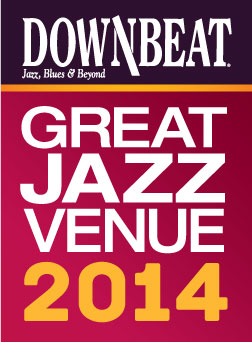 DOWNBEAT®
Jazz, Blues & Beyond
GREAT
JAZZ
VENUE
2014